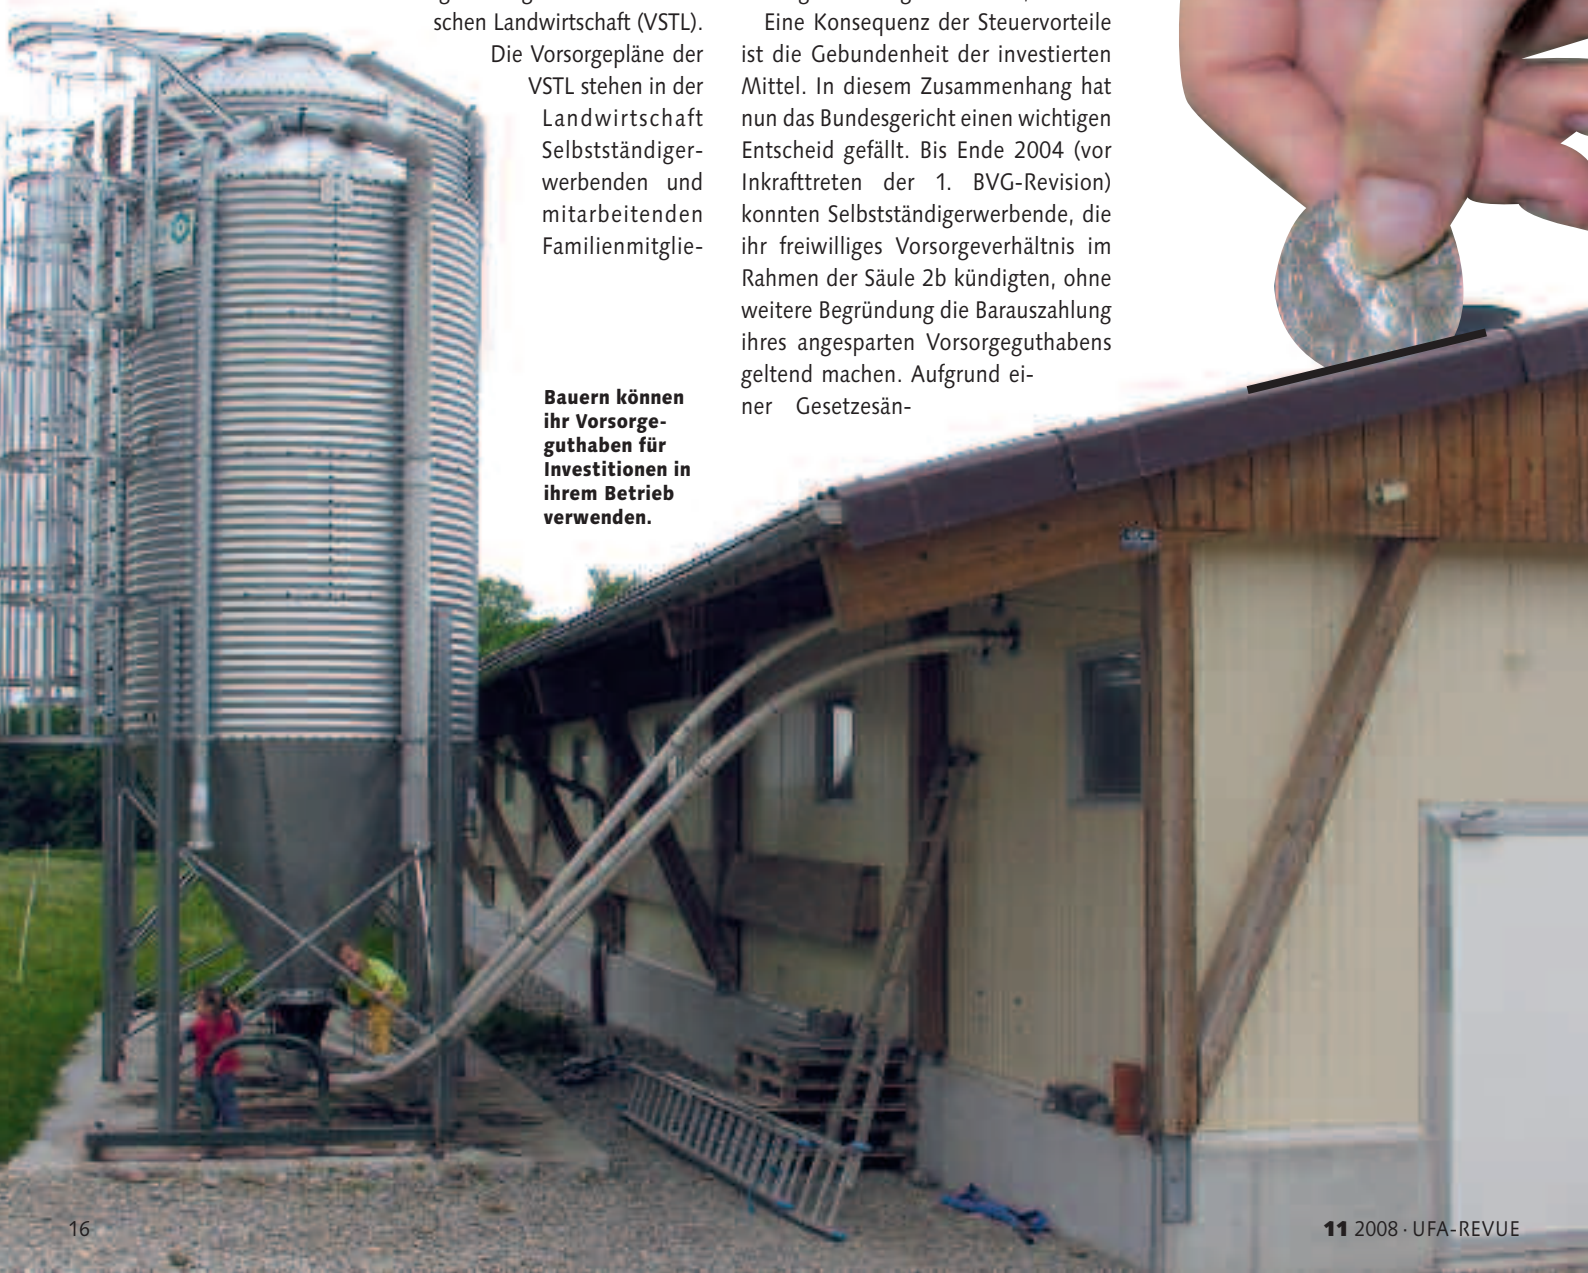 schen Landwirtschaft (VSTL).
Die Vorsorgepläne der
VSTL stehen in der
Landwirtschaft
Selbstständiger-
werbenden und
mitarbeitenden
Familienmitglie-
Eine Konsequenz der Steuervorteile
ist die Gebundenheit der investierten
Mittel. In diesem Zusammenhang hat
nun das Bundesgericht einen wichtigen
Entscheid gefällt. Bis Ende 2004 (vor
Inkrafttreten der 1. BVG-Revision)
konnten Selbstständigerwerbende, die
ihr freiwilliges Vorsorgeverhältnis im
Rahmen der Säule 2b kündigten, ohne
weitere Begründung die Barauszahlung
ihres angesparten Vorsorgeguthabens
geltend machen. Aufgrund ei-
ner Gesetzesän-
Bauern können
ihr Vorsorge-
guthaben für
Investitionen in
ihrem Betrieb
verwenden.
16
11 2008 · UFA-REVUE